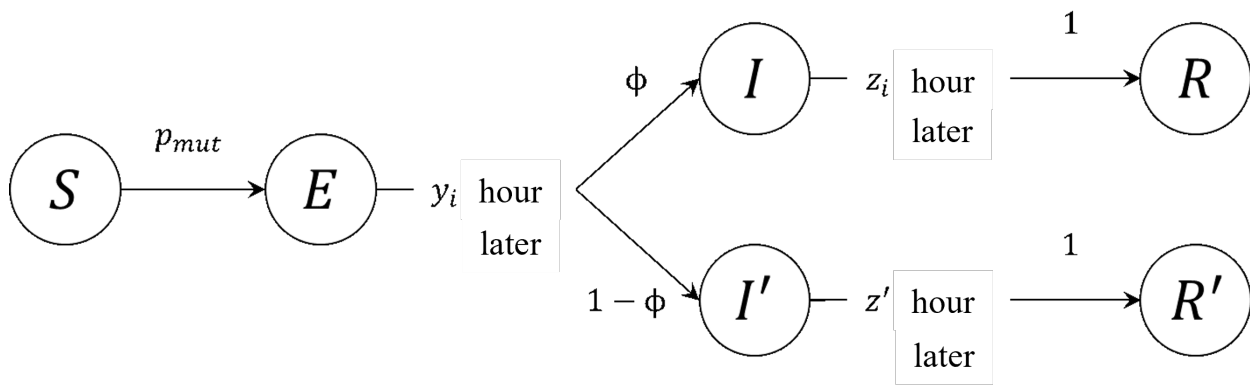 S
p_mut
E
y_i hour
later
ϕ
1 − ϕ
I
z_i hour
later
1
R
I′
z′ hour
later
1
R′